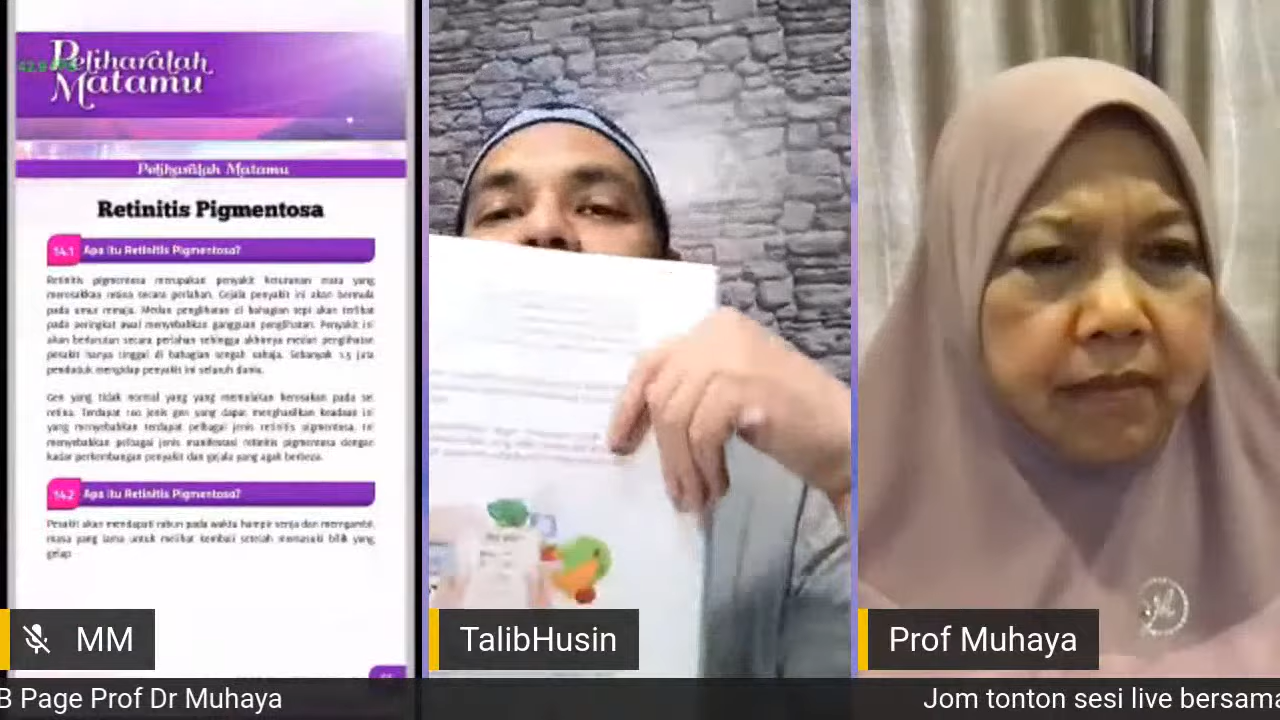 Peliharalah
Matamu
42.9
Peliharalah Matamu
Retinitis Pigmentosa
14.1 Apa itu Retinitis Pigmentosa?
Retinitis pigmentosa merupakan penyakit keturunan mata yang
merosakkan retina secara perlahan. Gejala penyakit ini akan bermula
pada umur remaja. Medan penglihatan di bahagian tepi akan terlibat
pada peringkat awal menyebabkan gangguan penglihatan. Penyakit ini
akan berterusan secara perlahan sehingga akhirnya medan penglihatan
pesakit hanya tinggal di bahagian tengah sahaja. Sebanyak 1.5 juta
penduduk mengidap penyakit ini seluruh dunia.
Gen yang tidak normal yang yang memulakan kerosakan pada sel
retina. Terdapat 100 jenis gen yang dapat menghasilkan keadaan ini
yang menyebabkan terdapat pelbagai jenis retinitis pigmentosa. Ini
menyebabkan pelbagai jenis manifestasi retinitis pigmentosa dengan
kadar perkembangan penyakit dan gejala yang agak berbeza.
14.2 Apa itu Retinitis Pigmentosa?
Pesakit akan mendapati rabun pada waktu hampir senja dan mengambil
masa yang lama untuk melihat kembali setelah memasuki bilik yang
gelap
MM
TalibHusin
Prof Muhaya
B Page Prof Dr Muhaya
Jom tonton sesi live bersama